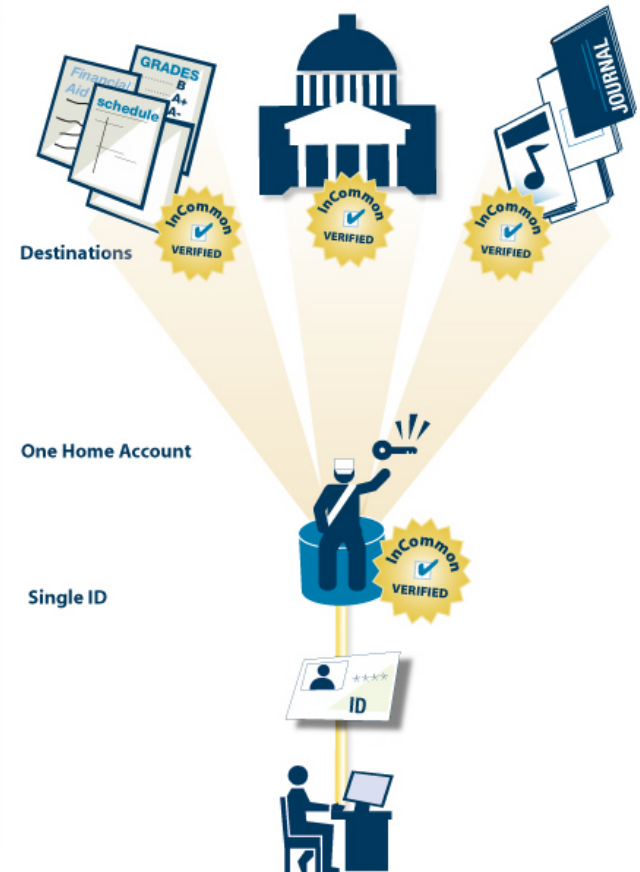 Financial
Aid
GRADES
B
A+
A-
schedule
JOURNAL
InCommon
VERIFIED
InCommon
VERIFIED
InCommon
VERIFIED
Destinations
One Home Account
InCommon
VERIFIED
Single ID
****
ID